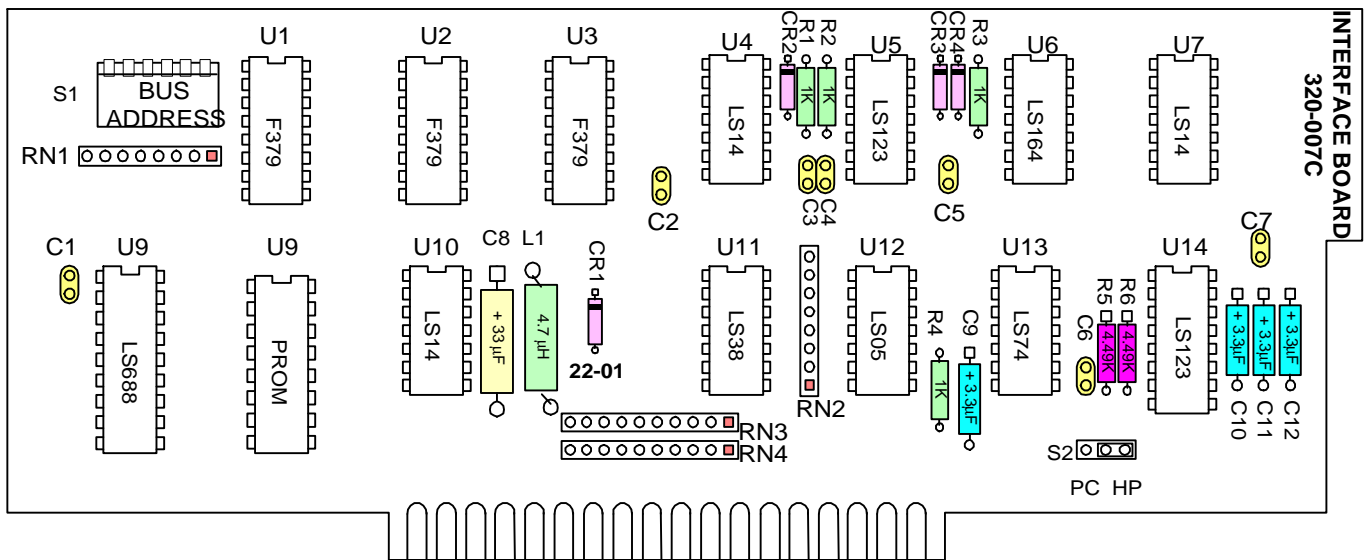 U1
U2
U3
U4
CR2
R1
R2
U5
CR3
CR4
R3
U6
U7
INTERFACE BOARD
320-007C
S1
BUS
ADDRESS
RN1
F379
F379
F379
LS14
1K
1K
LS123
1K
LS164
LS14
C2
C3
C4
C5
C7
C1
U9
U9
U10
C8
L1
CR1
U11
U12
U13
U14
LS688
PROM
LS14
+ 33 µF
4.7 µH
22-01
LS38
RN2
LS05
R4
1K
C9
+ 3.3µF
LS74
C6
R5
R6
4.49K
4.49K
LS123
+ 3.3µF
+ 3.3µF
+ 3.3µF
C10
C11
C12
RN3
RN4
S2
PC HP